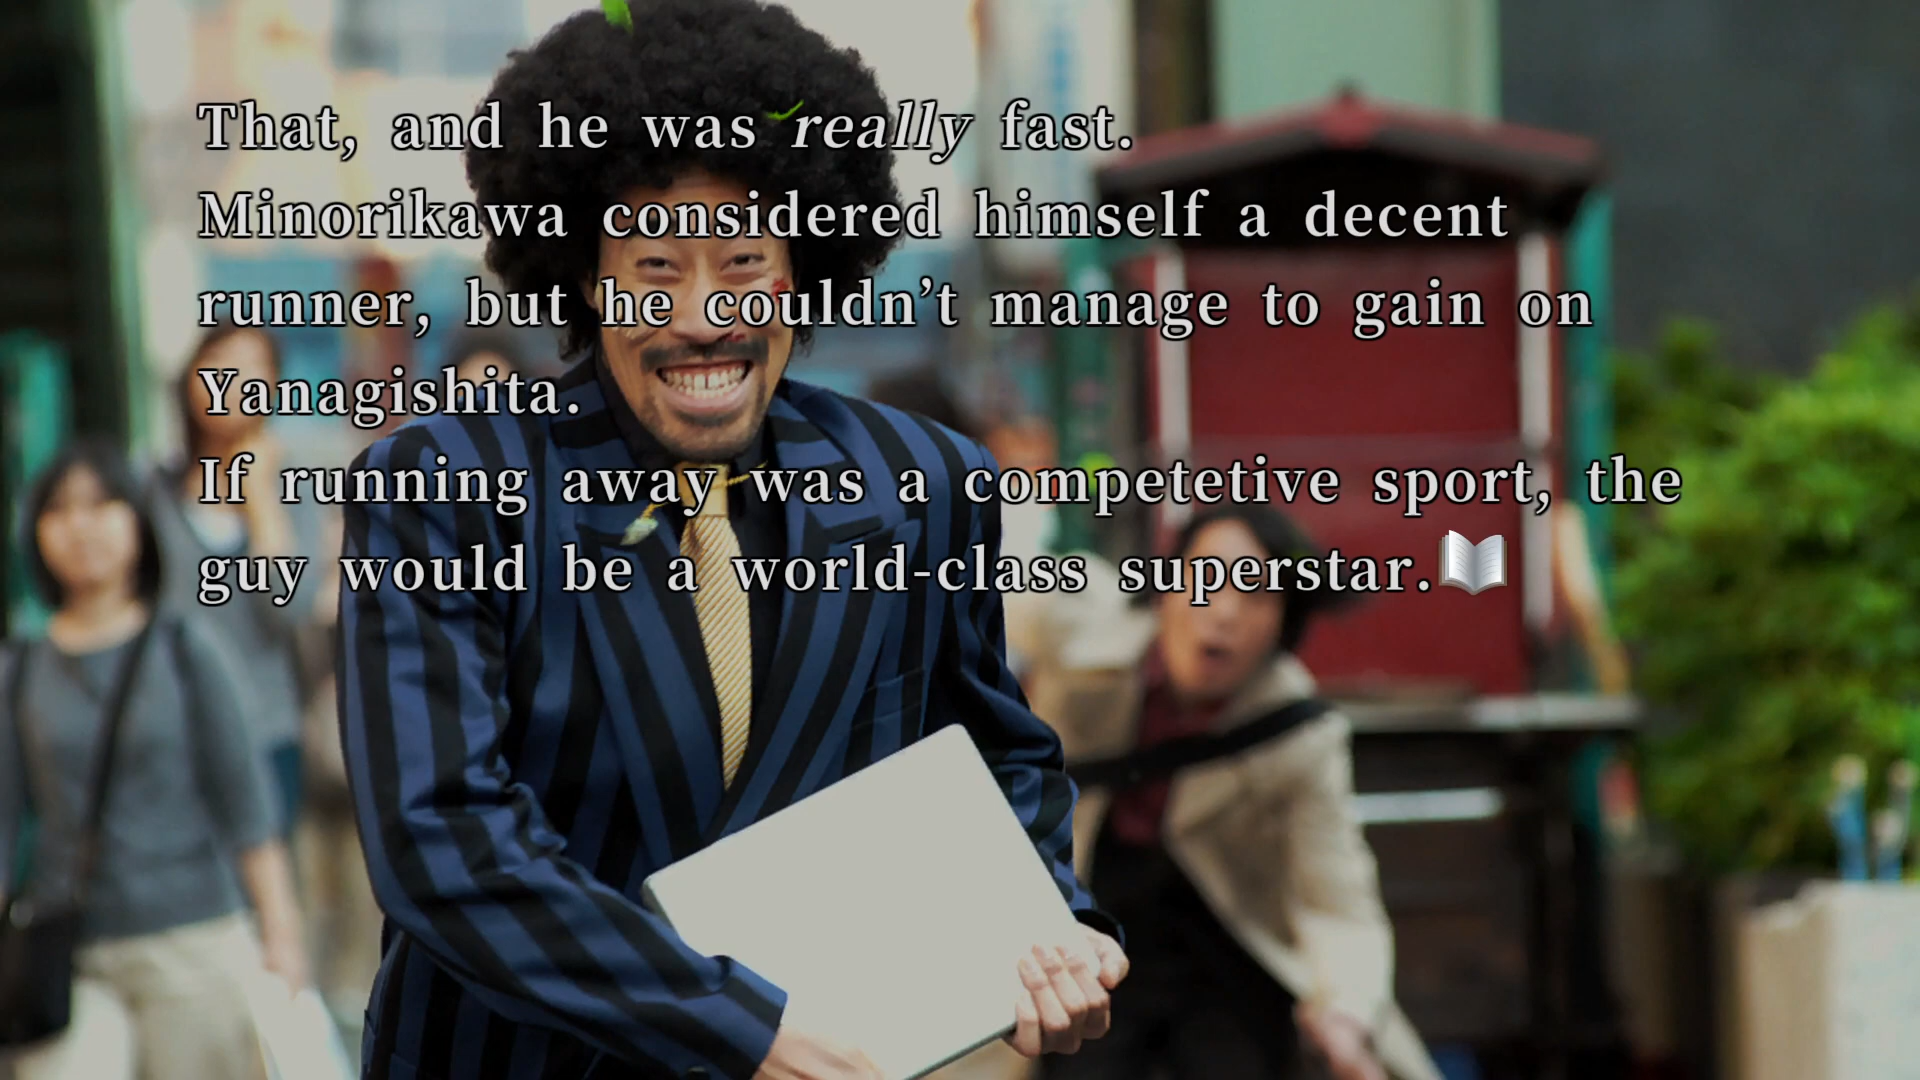 That, and he was really fast.
Minorikawa considered himself a decent
runner, but he couldn’t manage to gain on
Yanagishita.
If running away was a competetive sport, the
guy would be a world-class superstar.